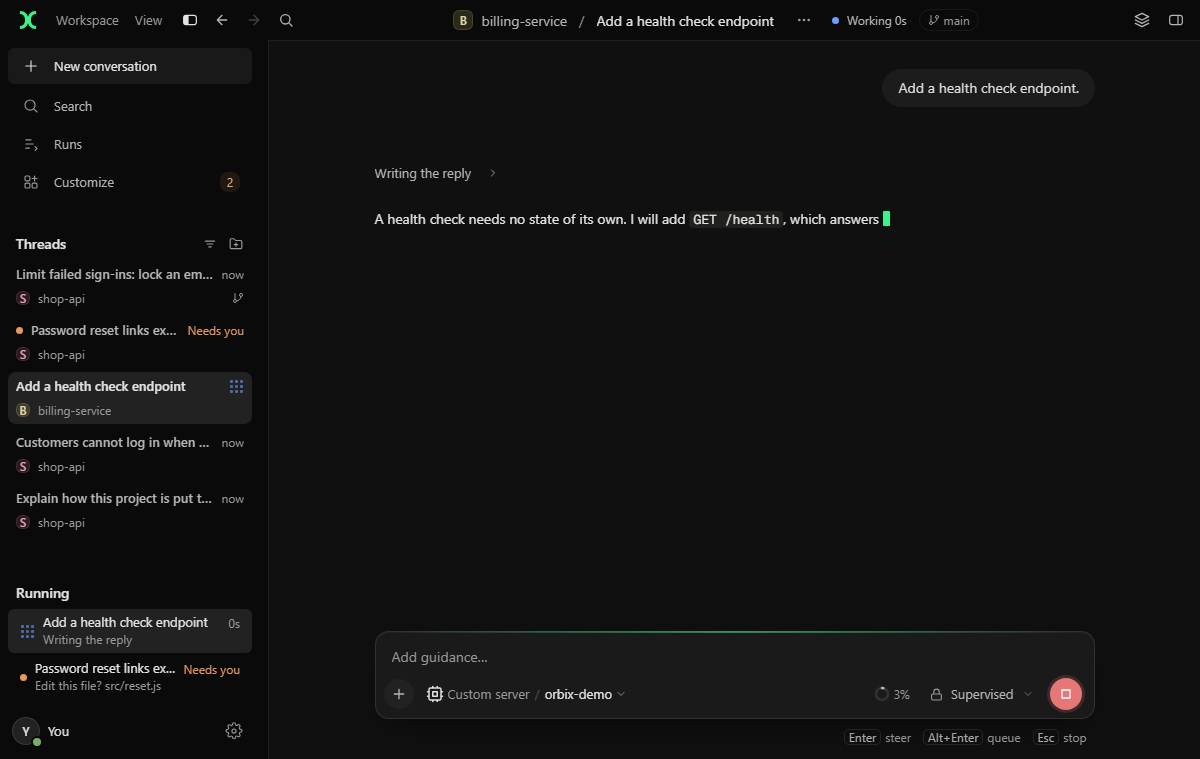 Workspace View
B billing-service / Add a health check endpoint ... Working 0s main
New conversation
Search
Runs
Customize 2
Threads
Limit failed sign-ins: lock an em... now
S shop-api
Password reset links ex... Needs you
S shop-api
Add a health check endpoint
B billing-service
Customers cannot log in when ... now
S shop-api
Explain how this project is put t... now
S shop-api
Running
Add a health check endpoint 0s
Writing the reply
Password reset links ex... Needs you
Edit this file? src/reset.js
Y You
Add a health check endpoint.
Writing the reply
A health check needs no state of its own. I will add GET /health, which answers
Add guidance...
Custom server / orbix-demo 3% Supervised
Enter steer Alt+Enter queue Esc stop